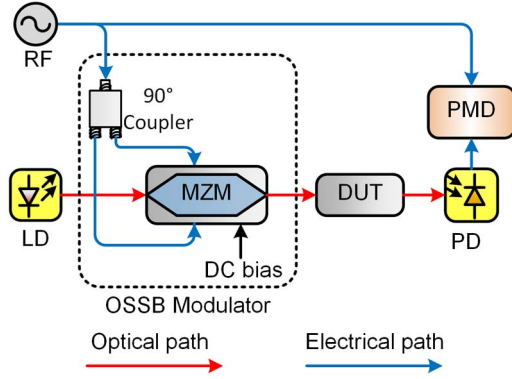 RF
90°
Coupler
PMD
MZM
DUT
LD
PD
DC bias
OSSB Modulator
Optical path
Electrical path